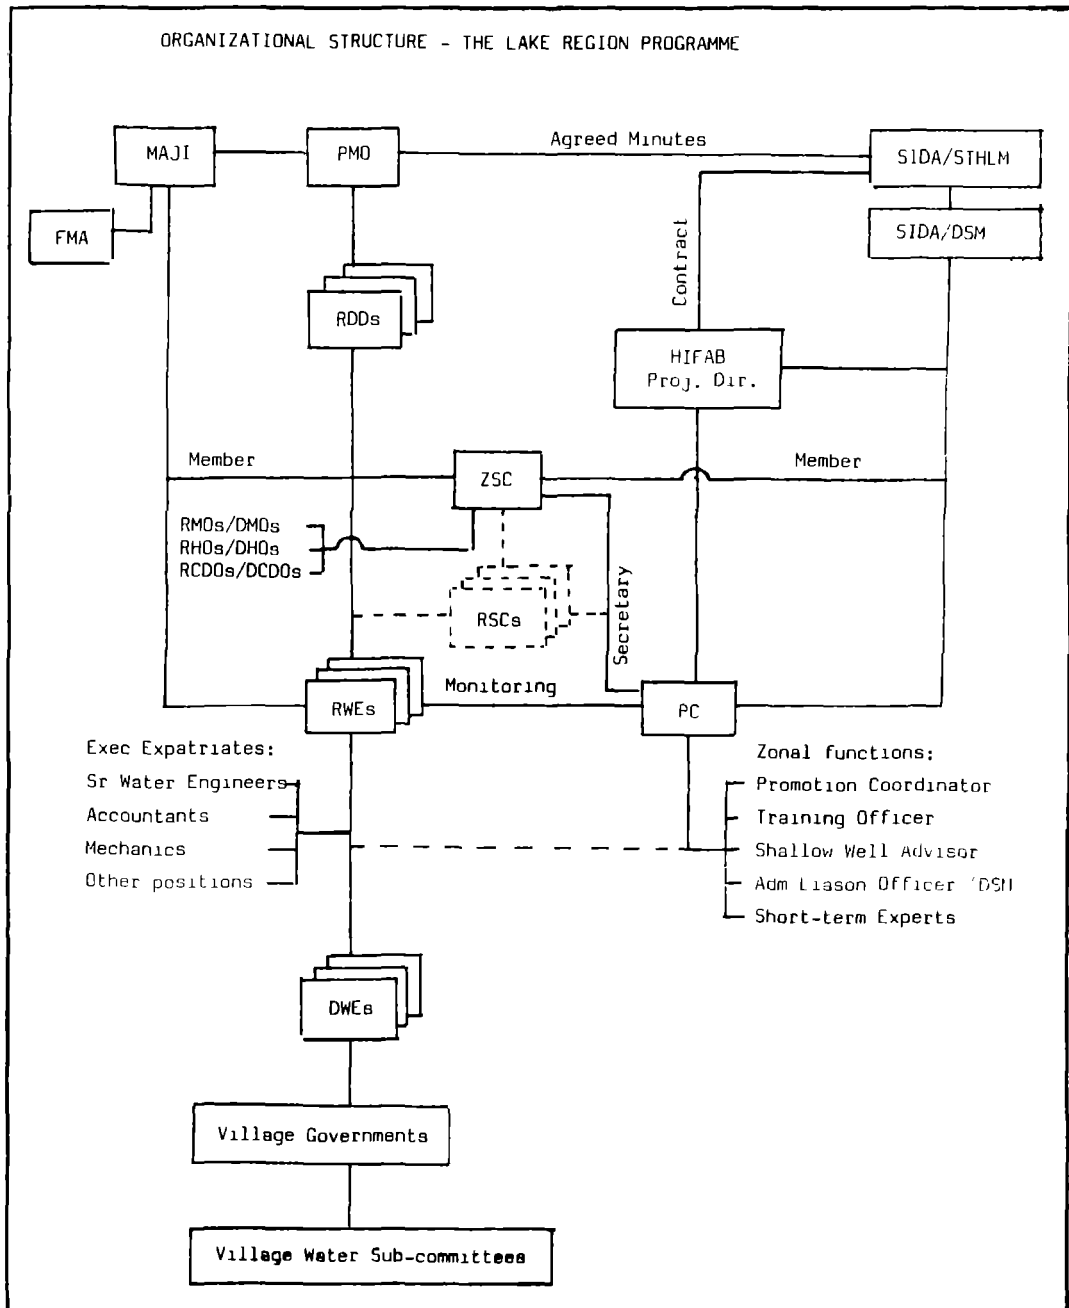 ORGANIZATIONAL STRUCTURE - THE LAKE REGION PROGRAMME
MAJI
PMO
Agreed Minutes
SIDA/STHLM
FMA
SIDA/DSM
Contract
RDDs
HIFAB
Proj. Dir.
Member
ZSC
Member
RMOs/DMOs
RHOs/DHOs
RCDOs/DCDOs
RSCs
Secretary
RWEs
Monitoring
PC
Exec Expatriates:
Sr Water Engineers
Accountants
Mechanics
Other positions
Zonal functions:
Promotion Coordinator
Training Officer
Shallow Well Advisor
Adm Liason Officer 'DSM
Short-term Experts
DWEs
Village Governments
Village Water Sub-committees